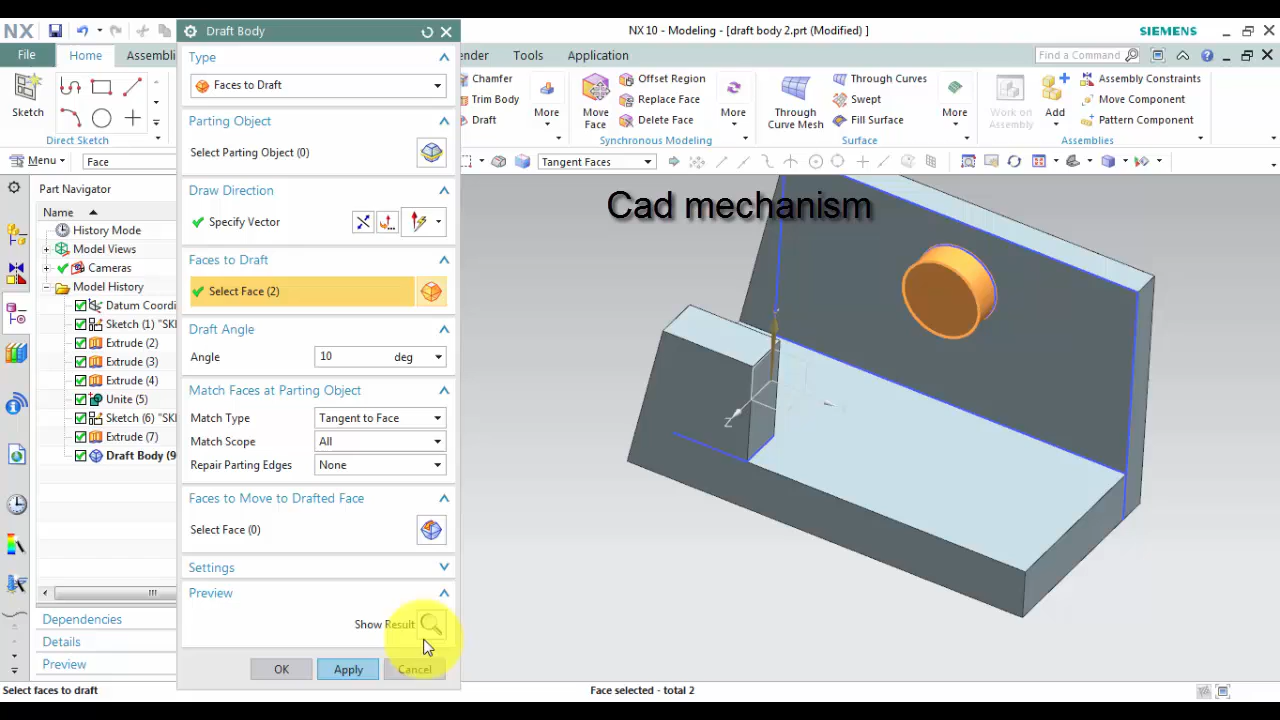 NX
NX 10 - Modeling - [draft body 2.prt (Modified) ]
SIEMENS
File
Home
Assembli
ender
Tools
Application
Find a Command
Sketch
Direct Sketch
Chamfer
Trim Body
Draft
More
Move
Face
Offset Region
Replace Face
Delete Face
More
Synchronous Modeling
Through
Curve Mesh
Through Curves
Swept
Fill Surface
More
Surface
Work on
Assembly
Add
Assembly Constraints
Move Component
Pattern Component
Assemblies
Menu
Face
Tangent Faces
Part Navigator
Name
History Mode
Model Views
Cameras
Model History
Datum Coordi
Sketch (1) "SK
Extrude (2)
Extrude (3)
Extrude (4)
Unite (5)
Sketch (6) "SK
Extrude (7)
Draft Body (9
Dependencies
Details
Preview
Draft Body
Type
Faces to Draft
Parting Object
Select Parting Object (0)
Draw Direction
Specify Vector
Faces to Draft
Select Face (2)
Draft Angle
Angle 10 deg
Match Faces at Parting Object
Match Type Tangent to Face
Match Scope All
Repair Parting Edges None
Faces to Move to Drafted Face
Select Face (0)
Settings
Preview
Show Result
OK Apply Cancel
Cad mechanism
Z
Select faces to draft
Face selected - total 2